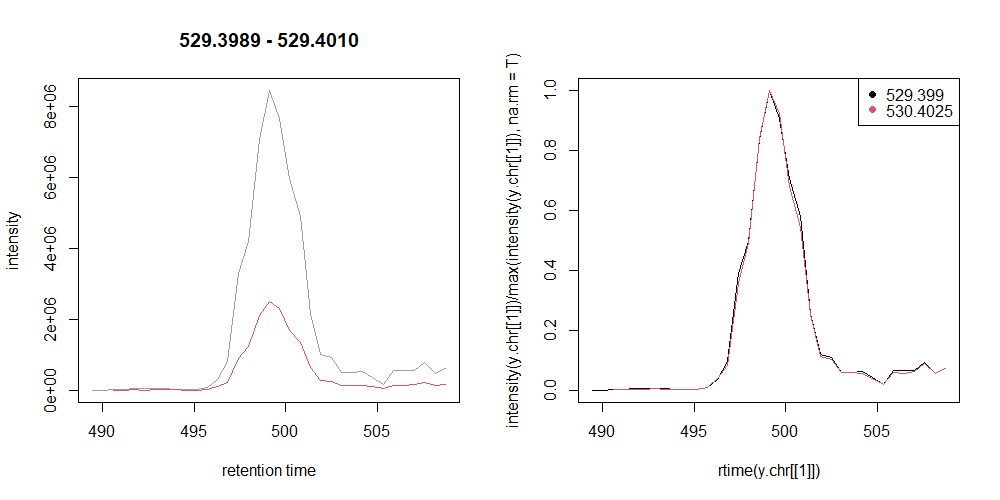 529.3989 - 529.4010
intensity
0e+00 2e+06 4e+06 6e+06 8e+06
490 495 500 505
retention time
intensity(y.chr[[1]])/max(intensity(y.chr[[1]]), na.rm = T)
0.0 0.2 0.4 0.6 0.8 1.0
529.399
530.4025
490 495 500 505
rtime(y.chr[[1]])